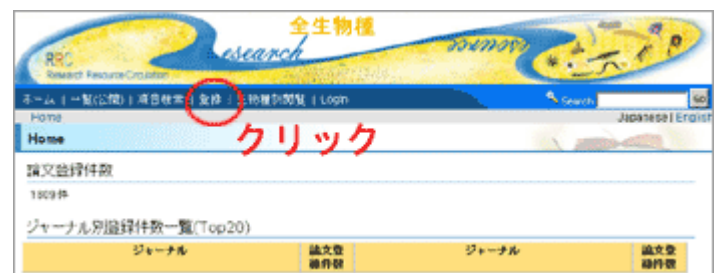 全生物種
RRC
Research Resource Circulation
esearch
ホーム | 一覧(公開) | 項目検索 | 登録 | 生物種別閲覧 | Login
Search
GO
Home
Japanese | English
Home
クリック
論文登録件数
1809件
ジャーナル別登録件数一覧(Top20)
ジャーナル 論文登録件数 ジャーナル 論文登録件数